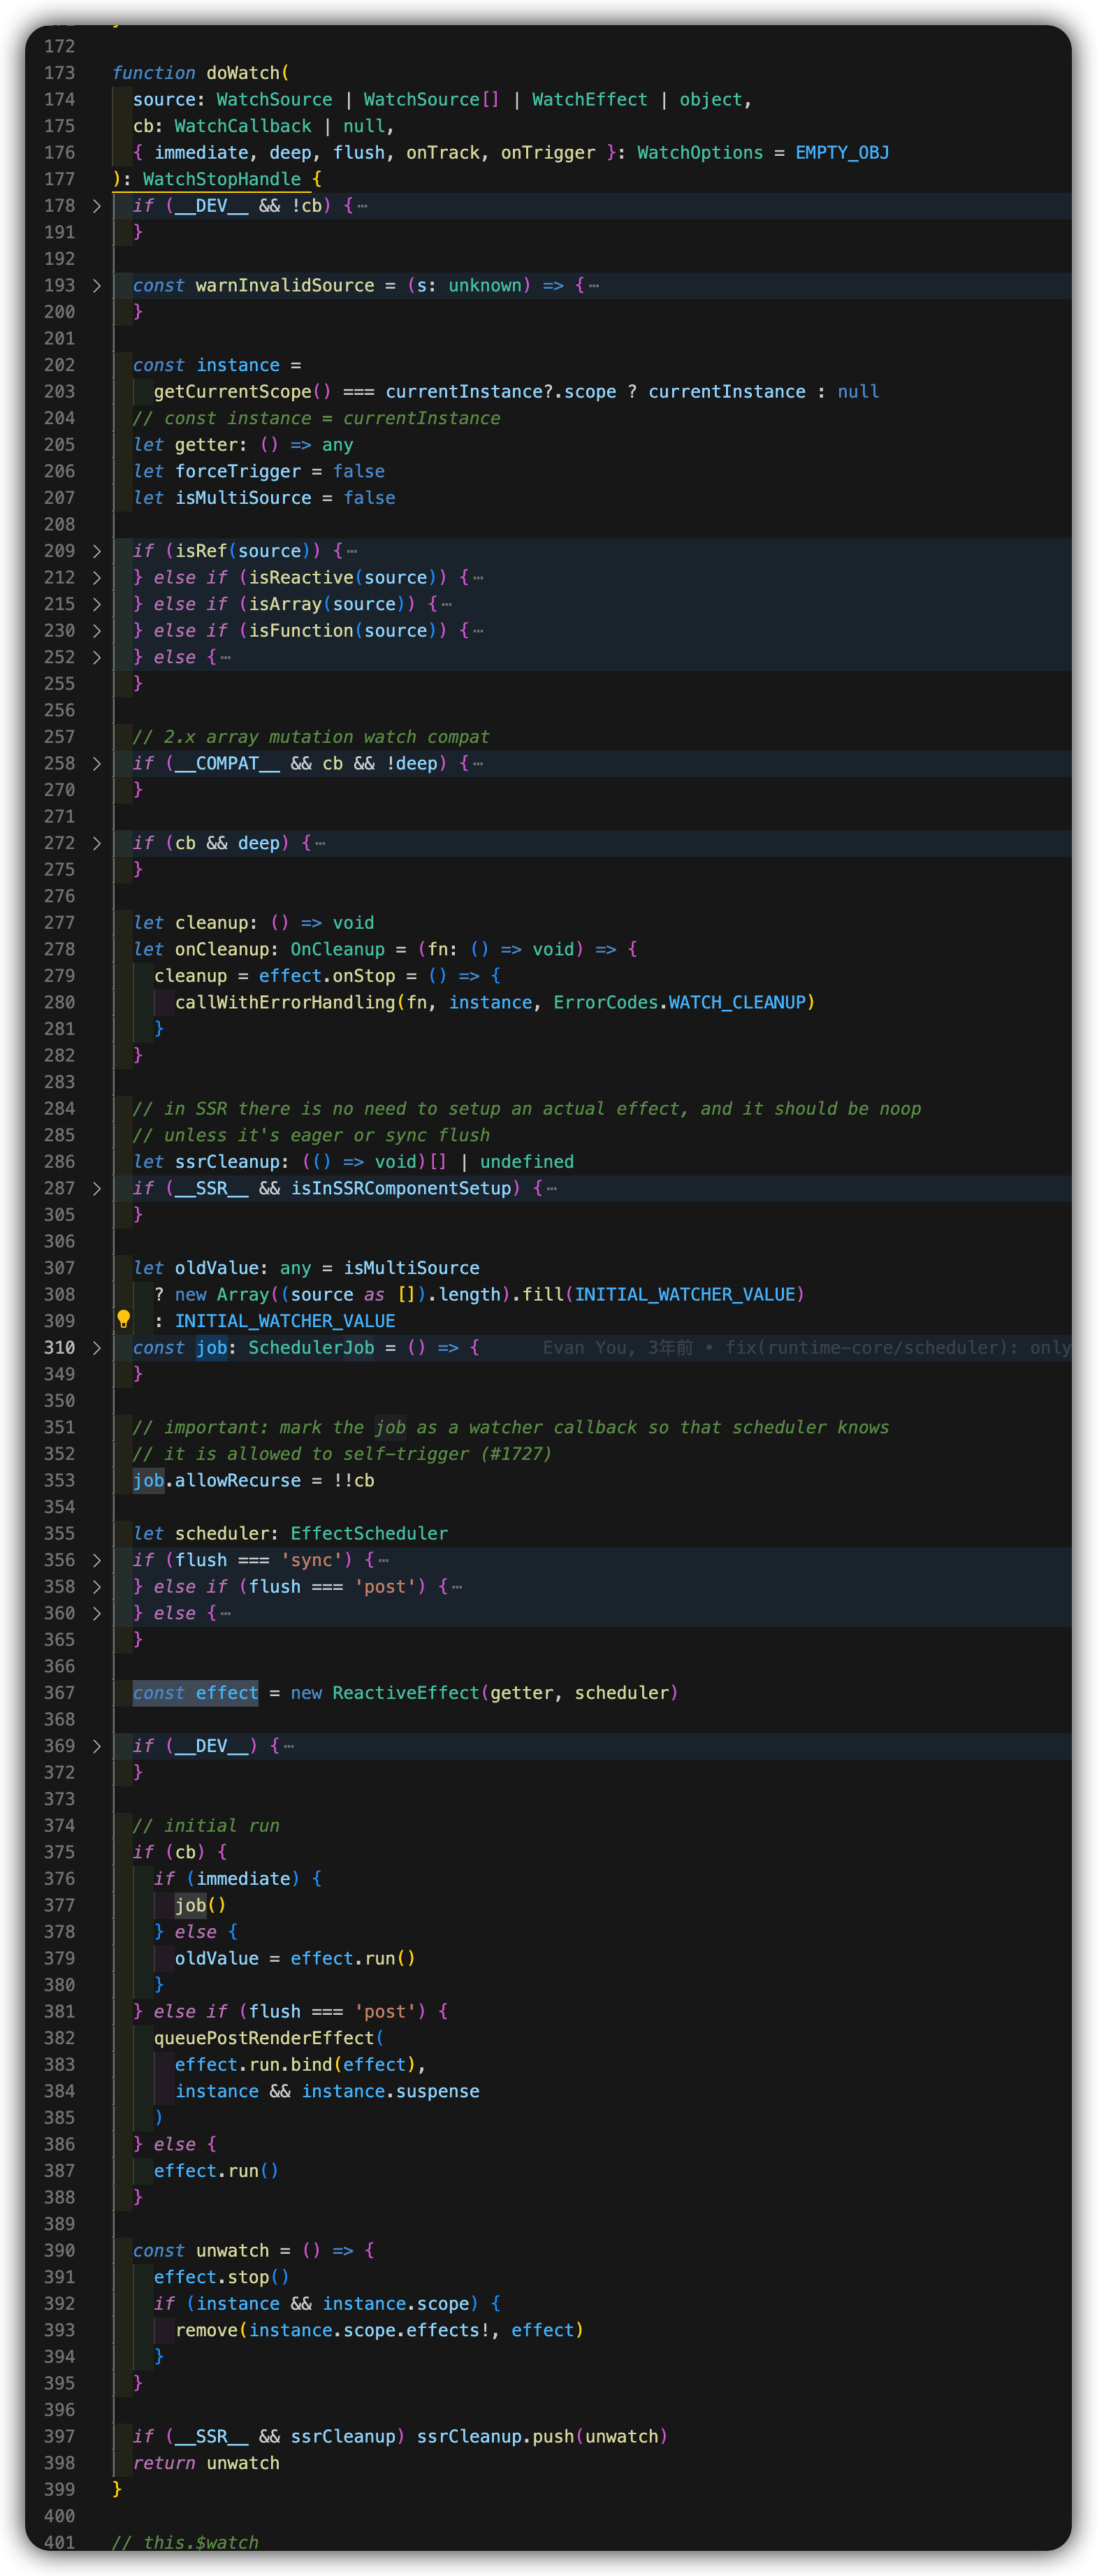 172
173 function doWatch(
174 source: WatchSource | WatchSource[] | WatchEffect | object,
175 cb: WatchCallback | null,
176 { immediate, deep, flush, onTrack, onTrigger }: WatchOptions = EMPTY_OBJ
177 ): WatchStopHandle {
178 > if (__DEV__ && !cb) {⋯
191 }
192
193 > const warnInvalidSource = (s: unknown) => {⋯
200 }
201
202 const instance =
203 getCurrentScope() === currentInstance?.scope ? currentInstance : null
204 // const instance = currentInstance
205 let getter: () => any
206 let forceTrigger = false
207 let isMultiSource = false
208
209 > if (isRef(source)) {⋯
212 > } else if (isReactive(source)) {⋯
215 > } else if (isArray(source)) {⋯
230 > } else if (isFunction(source)) {⋯
252 > } else {⋯
255 }
256
257 // 2.x array mutation watch compat
258 > if (__COMPAT__ && cb && !deep) {⋯
270 }
271
272 > if (cb && deep) {⋯
275 }
276
277 let cleanup: () => void
278 let onCleanup: OnCleanup = (fn: () => void) => {
279 cleanup = effect.onStop = () => {
280 callWithErrorHandling(fn, instance, ErrorCodes.WATCH_CLEANUP)
281 }
282 }
283
284 // in SSR there is no need to setup an actual effect, and it should be noop
285 // unless it's eager or sync flush
286 let ssrCleanup: (() => void)[] | undefined
287 > if (__SSR__ && isInSSRComponentSetup) {⋯
305 }
306
307 let oldValue: any = isMultiSource
308 ? new Array((source as []).length).fill(INITIAL_WATCHER_VALUE)
309 : INITIAL_WATCHER_VALUE
310 > const job: SchedulerJob = () => { Evan You, 3年前 • fix(runtime-core/scheduler): only
349 }
350
351 // important: mark the job as a watcher callback so that scheduler knows
352 // it is allowed to self-trigger (#1727)
353 job.allowRecurse = !!cb
354
355 let scheduler: EffectScheduler
356 > if (flush === 'sync') {⋯
358 > } else if (flush === 'post') {⋯
360 > } else {⋯
365 }
366
367 const effect = new ReactiveEffect(getter, scheduler)
368
369 > if (__DEV__) {⋯
372 }
373
374 // initial run
375 if (cb) {
376 if (immediate) {
377 job()
378 } else {
379 oldValue = effect.run()
380 }
381 } else if (flush === 'post') {
382 queuePostRenderEffect(
383 effect.run.bind(effect),
384 instance && instance.suspense
385 )
386 } else {
387 effect.run()
388 }
389
390 const unwatch = () => {
391 effect.stop()
392 if (instance && instance.scope) {
393 remove(instance.scope.effects!, effect)
394 }
395 }
396
397 if (__SSR__ && ssrCleanup) ssrCleanup.push(unwatch)
398 return unwatch
399 }
400
401 // this.$watch